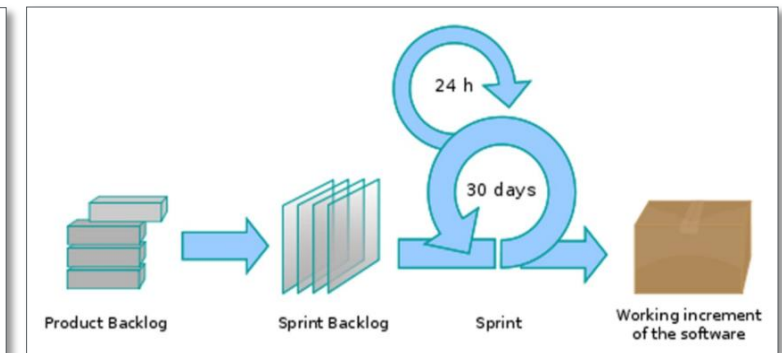 24 h
30 days
Product Backlog
Sprint Backlog
Sprint
Working increment
of the software